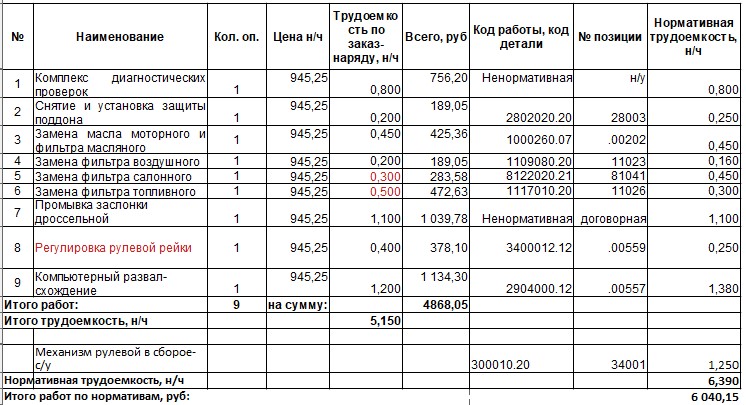 № Наименование Кол. оп. Цена н/ч Трудоемко сть по заказ- наряду, н/ч Всего, руб Код работы, код детали № позиции Нормативная трудоемкость, н/ч
1 Комплекс диагностических проверок 1 945,25 0,800 756,20 Ненормативная н/у 0,800
2 Снятие и установка защиты поддона 1 945,25 0,200 189,05 2802020.20 28003 0,250
3 Замена масла моторного и фильтра масляного 1 945,25 0,450 425,36 1000260.07 .00202 0,450
4 Замена фильтра воздушного 1 945,25 0,200 189,05 1109080.20 11023 0,160
5 Замена фильтра салонного 1 945,25 0,300 283,58 8122020.21 81041 0,450
6 Замена фильтра топливного 1 945,25 0,500 472,63 1117010.20 11026 0,300
7 Промывка заслонки дроссельной 1 945,25 1,100 1 039,78 Ненормативная договорная 1,100
8 Регулировка рулевой рейки 1 945,25 0,400 378,10 3400012.12 .00559 0,250
9 Компьютерный развал- схождение 1 945,25 1,200 1 134,30 2904000.12 .00557 1,380
Итого работ: 9 на сумму: 4868,05
Итого трудоемкость, н/ч 5,150
Механизм рулевой в сборое- с/у 300010.20 34001 1,250
Нормативная трудоемкость, н/ч 6,390
Итого работ по нормативам, руб: 6 040,15